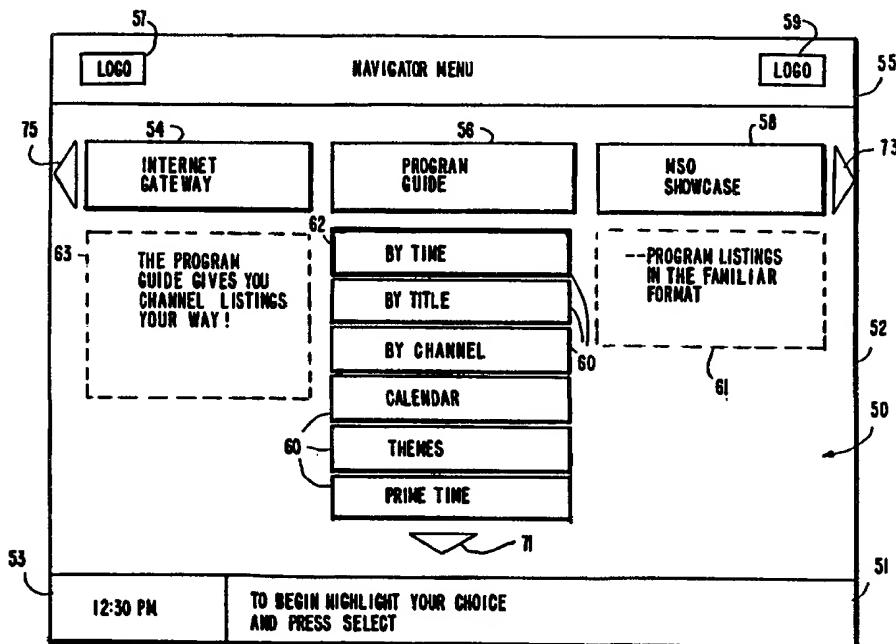 57
59
LOGO
NAVIGATOR MENU
LOGO
55
75
54
56
58
73
INTERNET
GATEWAY
PROGRAM
GUIDE
MSO
SHOWCASE
63
THE PROGRAM
GUIDE GIVES YOU
CHANNEL LISTINGS
YOUR WAY!
62
BY TIME
BY TITLE
BY CHANNEL
60
CALENDAR
60
THEMES
PRIME TIME
--PROGRAM LISTINGS
IN THE FAMILIAR
FORMAT
61
52
50
71
53
51
12:30 PM
TO BEGIN HIGHLIGHT YOUR CHOICE
AND PRESS SELECT